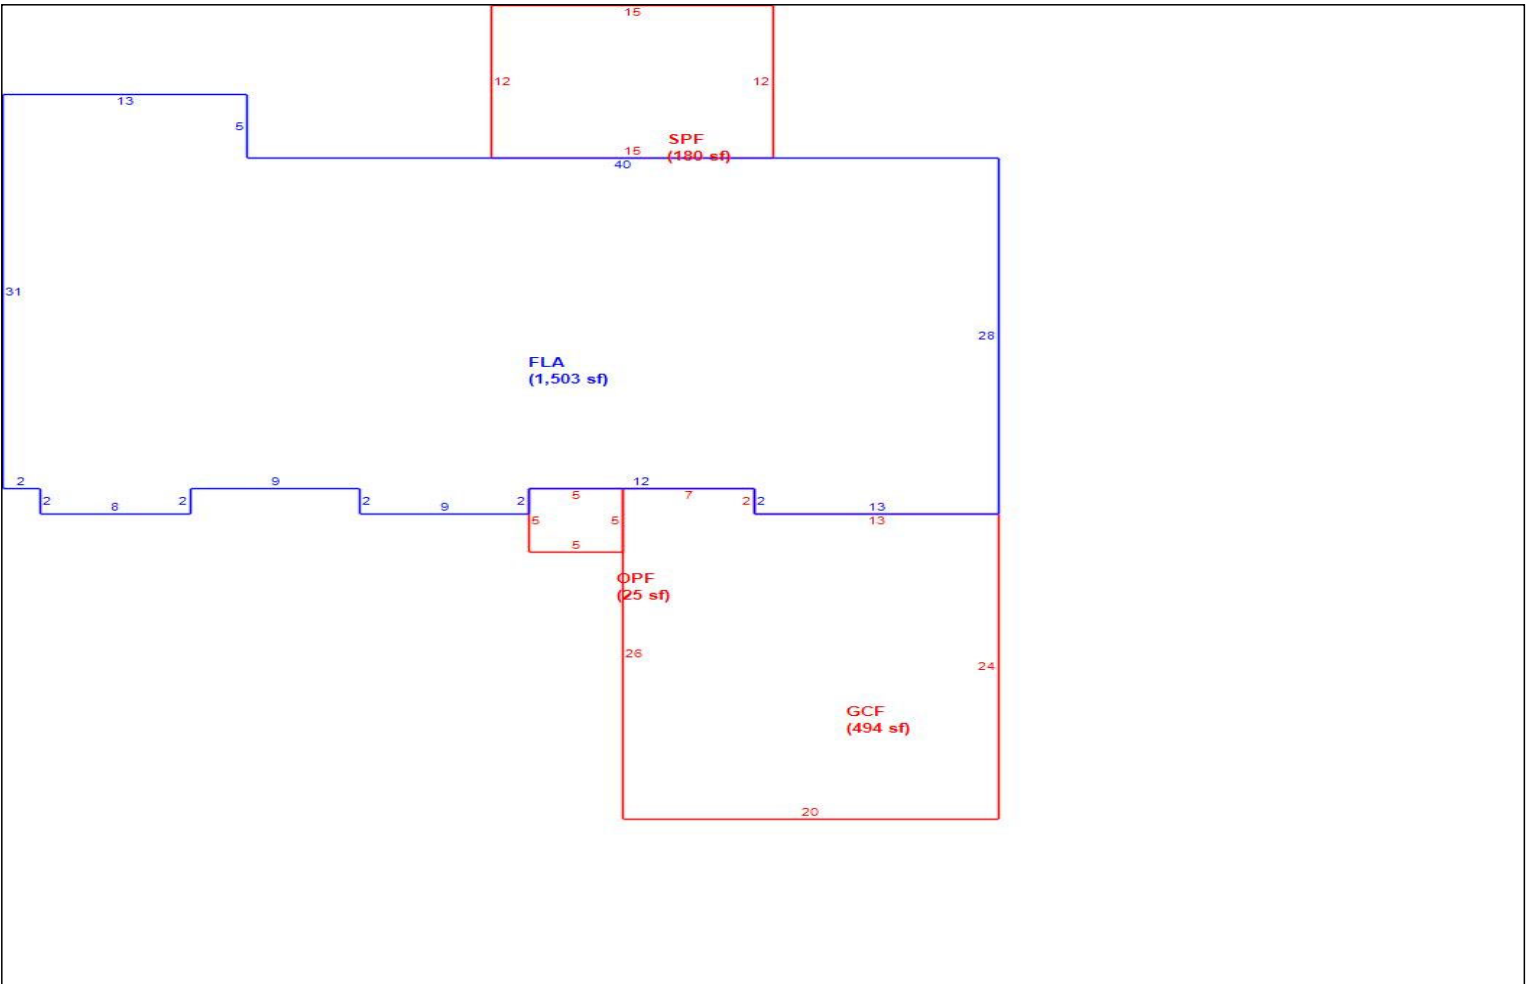 15
12 12
13
5
SPF
15 (180 sf)
40
31
28
FLA
(1,503 sf)
2 9 12
5 7
2 8 2 2 9 2 2 2 13
5 5 13
5
OPF
(25 sf)
26 24
GCF
(494 sf)
20